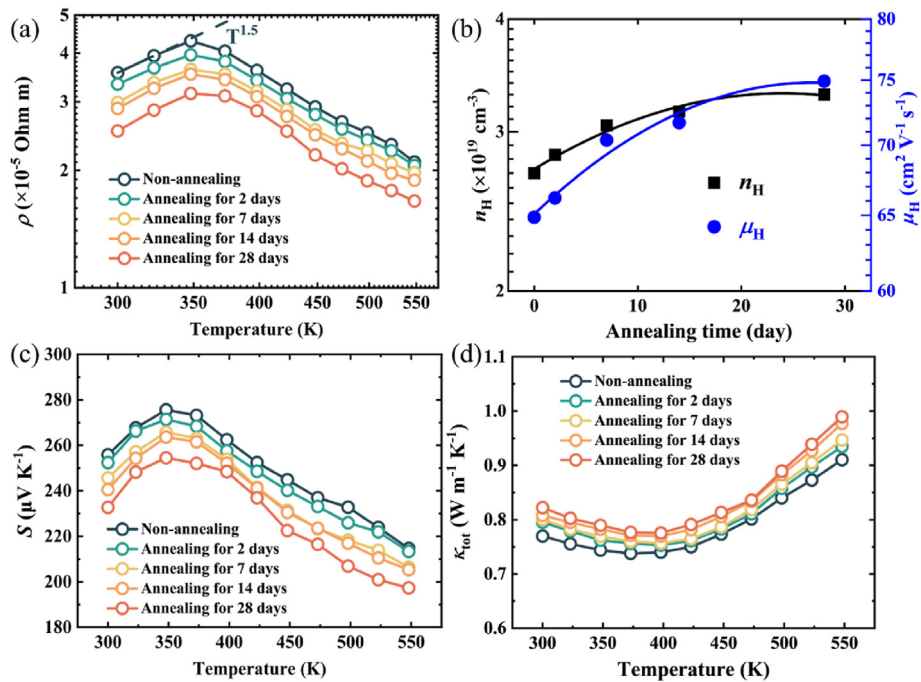 (a)
5
4
3
2
1
T1.5
ρ (×10-5 Ohm m)
Non-annealing
Annealing for 2 days
Annealing for 7 days
Annealing for 14 days
Annealing for 28 days
300 350 400 450 500 550
Temperature (K)
(b)
4
3
2
nH (×1019 cm-3)
80
75
70
65
60
μH (cm2 V-1 s-1)
nH
μH
0 10 20 30
Annealing time (day)
(c)
300
280
260
240
220
200
180
S (μV K-1)
Non-annealing
Annealing for 2 days
Annealing for 7 days
Annealing for 14 days
Annealing for 28 days
300 350 400 450 500 550
Temperature (K)
(d)
1.1
1.0
0.9
0.8
0.7
0.6
κtot (W m-1 K-1)
Non-annealing
Annealing for 2 days
Annealing for 7 days
Annealing for 14 days
Annealing for 28 days
300 350 400 450 500 550
Temperature (K)